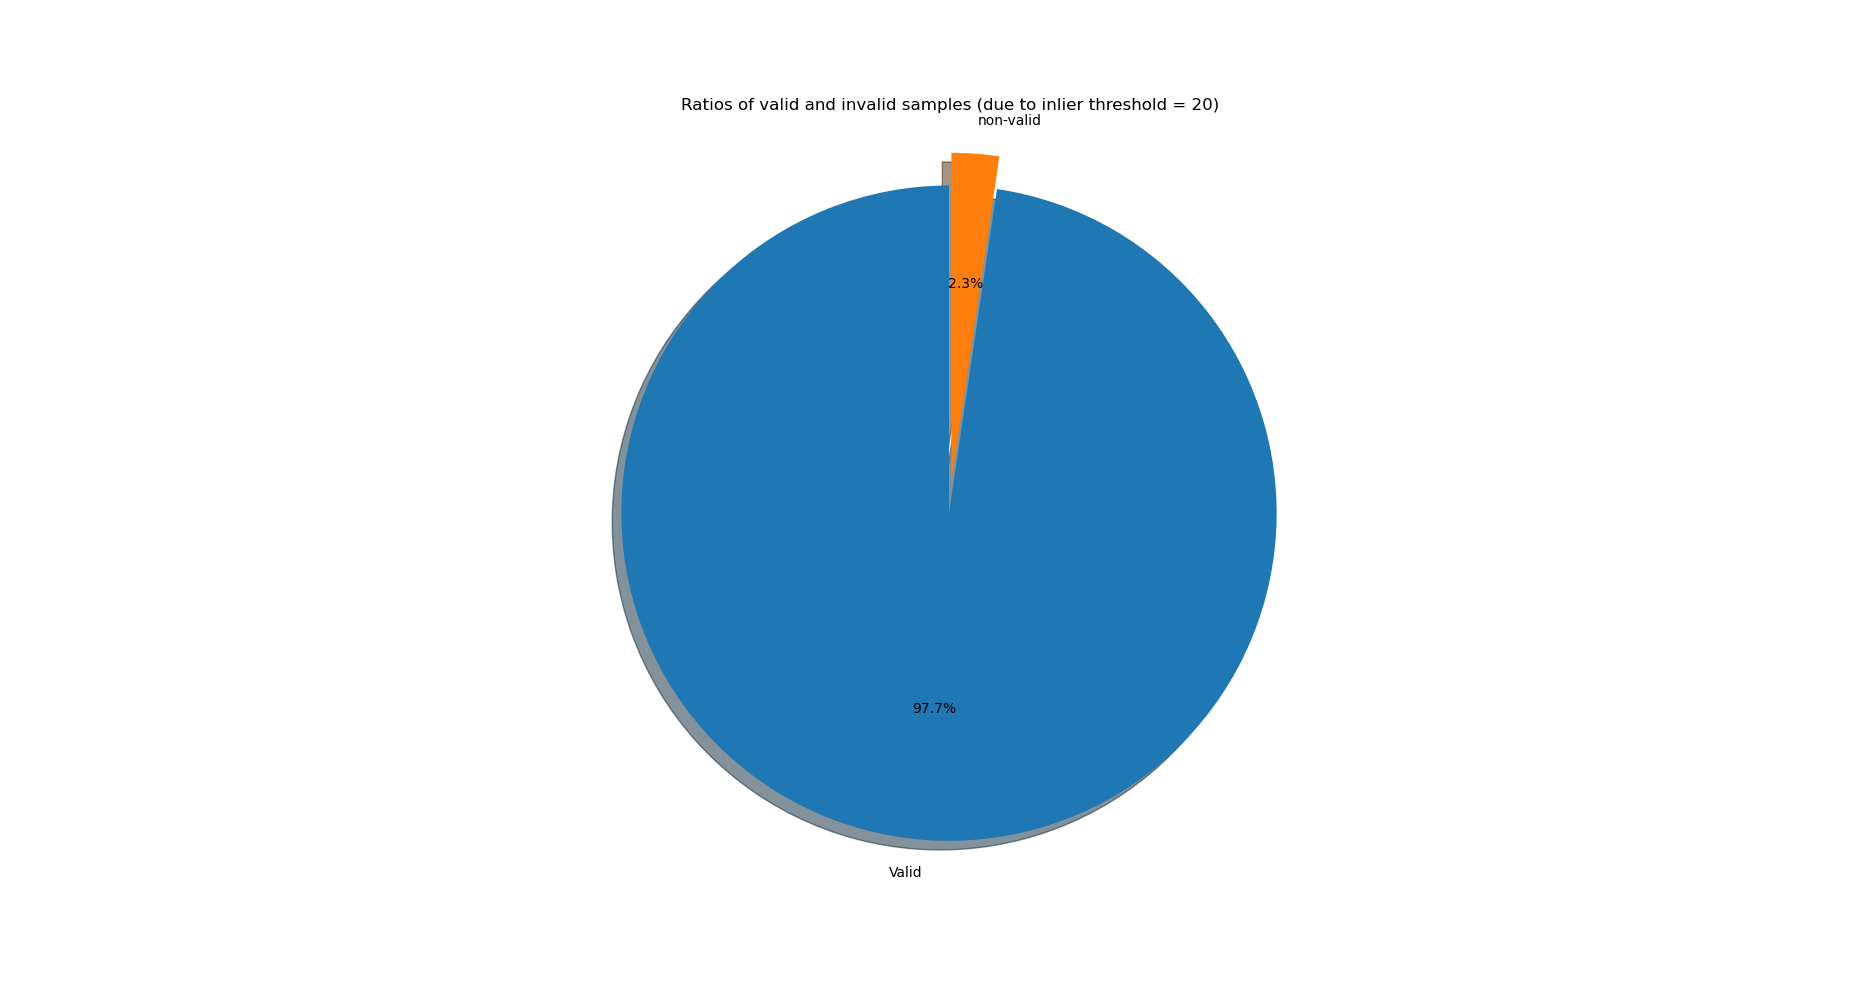 Ratios of valid and invalid samples (due to inlier threshold = 20)
non-valid
2.3%
97.7%
Valid